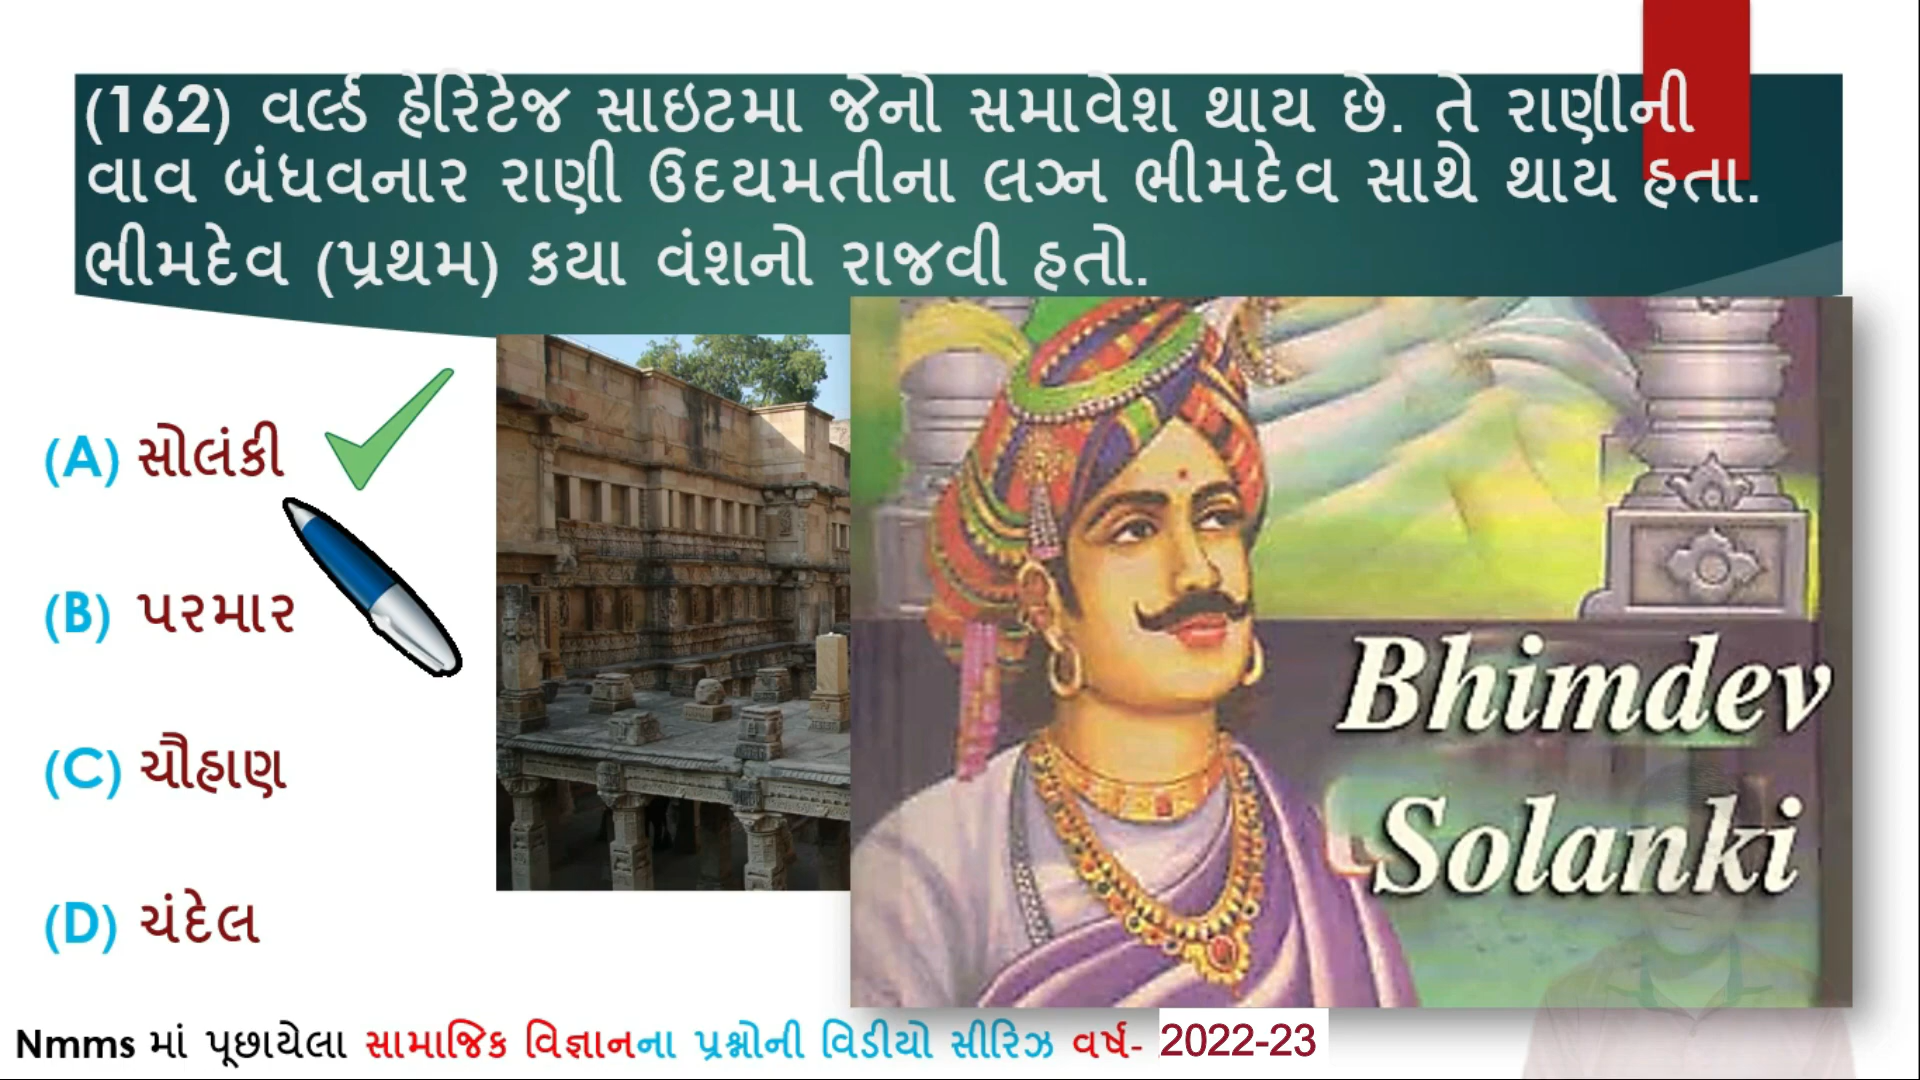 (162) વર્લ્ડ હેરિટેજ સાઇટમા જેનો સમાવેશ થાય છે. તે રાણીની
વાવ બંધવનાર રાણી ઉદયમતીના લગ્ન ભીમદેવ સાથે થાય હતા.
ભીમદેવ (પ્રથમ) કયા વંશનો રાજવી હતો.
(A) સોલંકી
(B) પરમાર
(C) ચૌહાણ
(D) ચંદેલ
Bhimdev
Solanki
Nmms માં પૂછાયેલા સામાજિક વિજ્ઞાનના પ્રશ્નોની વિડીયો સીરિઝ વર્ષ- 2022-23